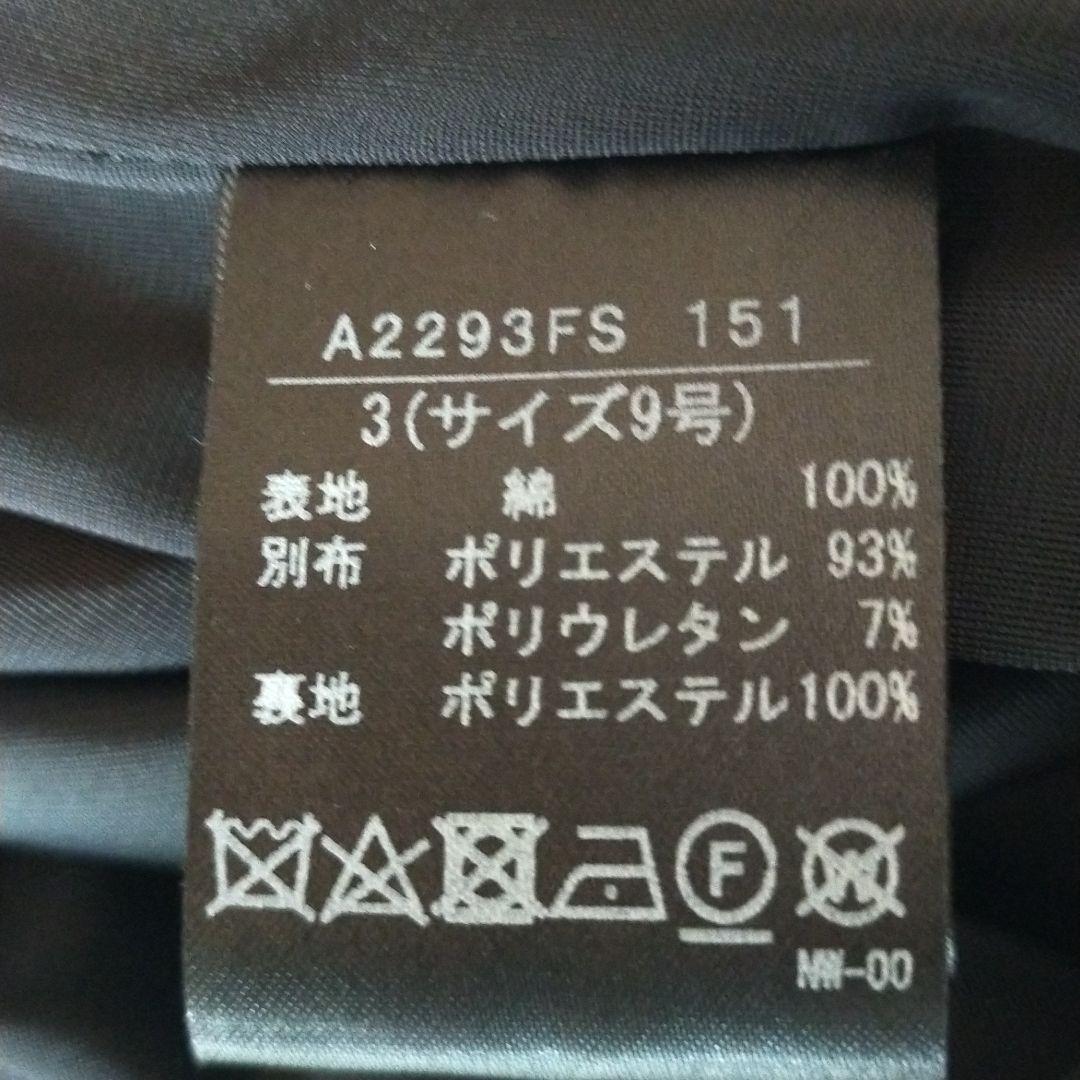 A2293FS 151
3(サイズ9号)
表地 綿 100%
別布 ポリエステル 93%
ポリウレタン 7%
裏地 ポリエステル100%
F W
NW-00